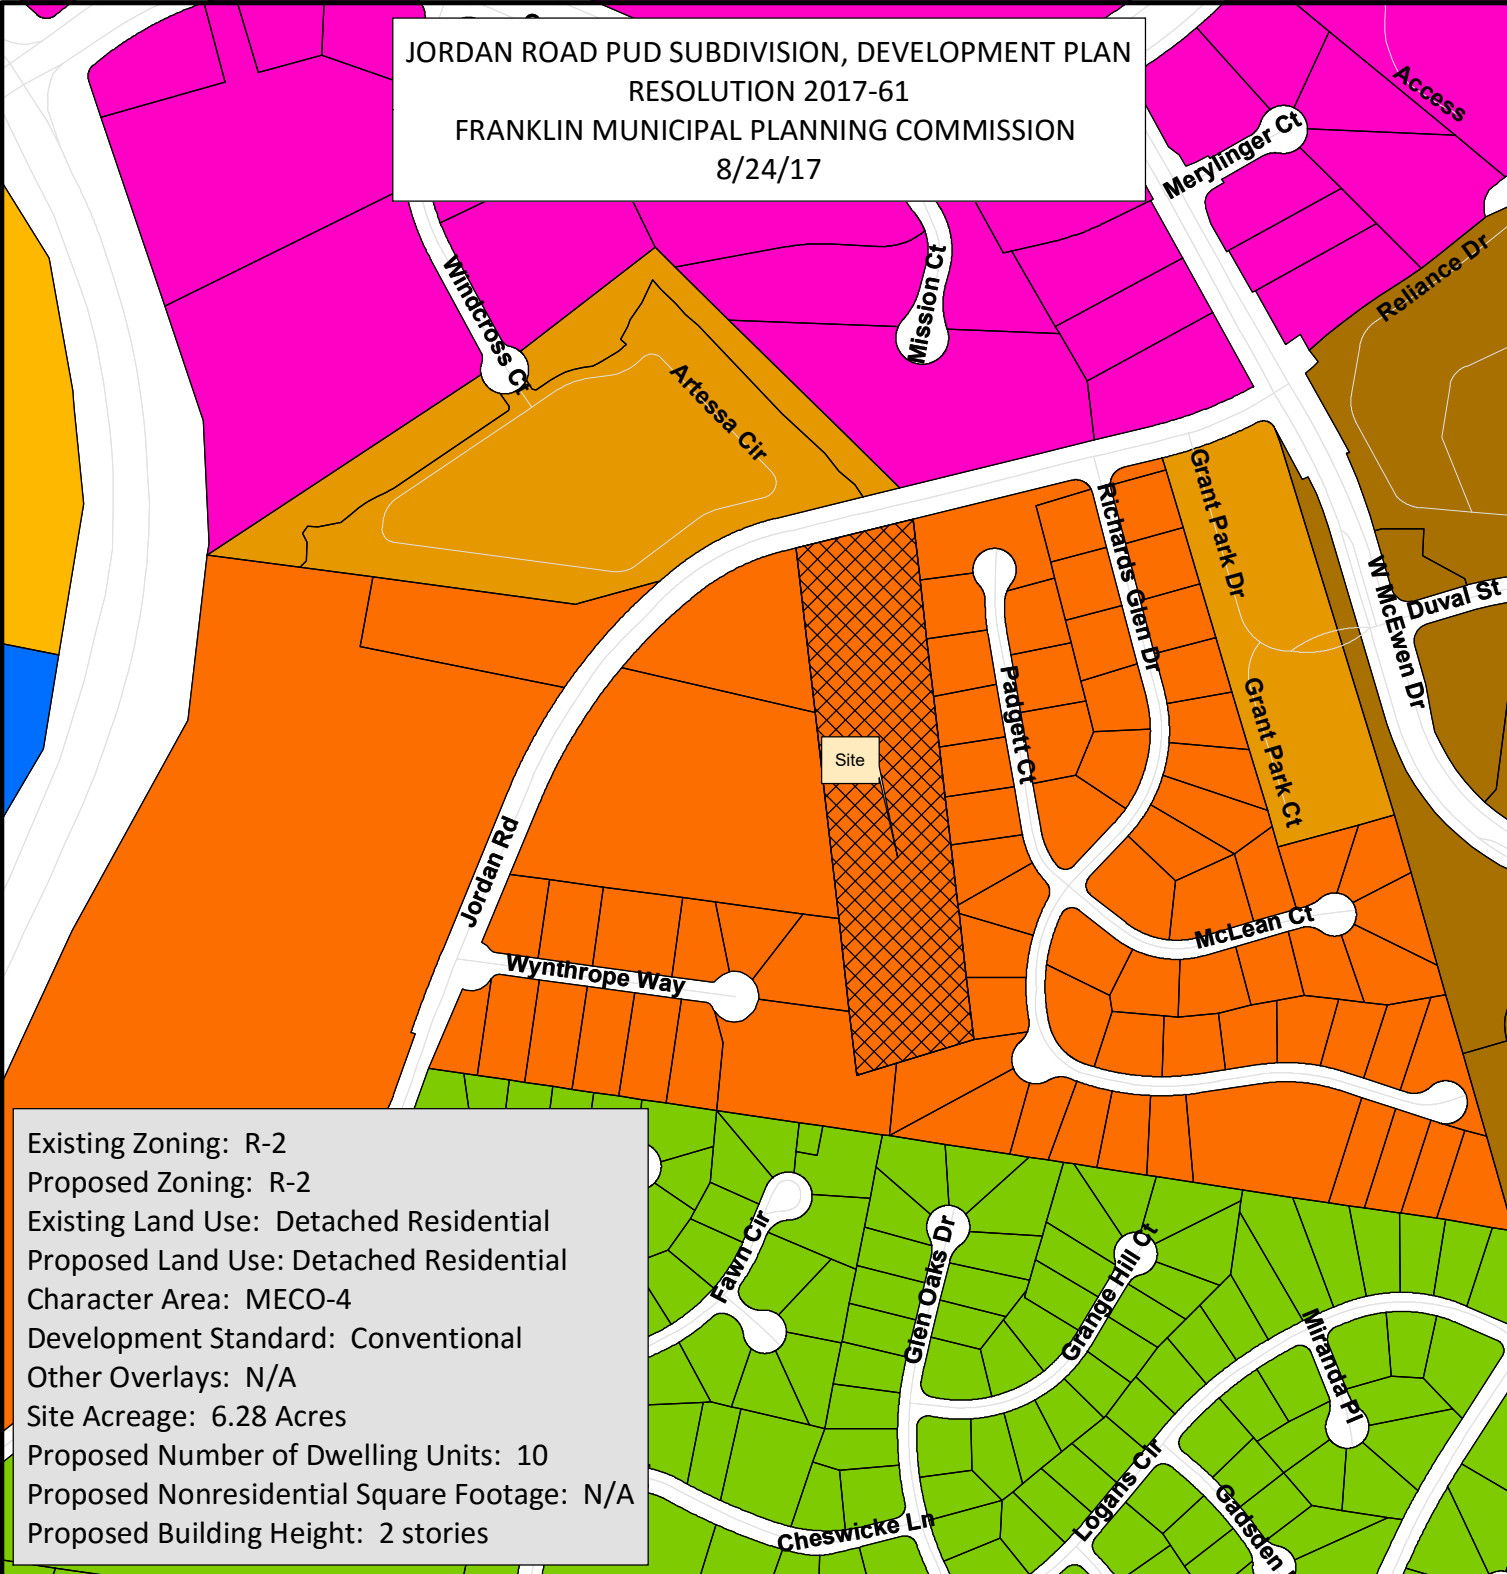 JORDAN ROAD PUD SUBDIVISION, DEVELOPMENT PLAN
RESOLUTION 2017-61
FRANKLIN MUNICIPAL PLANNING COMMISSION
8/24/17
Access
Merylinger Ct
Reliance Dr
Windcross Ct
Mission Ct
Artessa Cir
Grant Park Dr
Richards Glen Dr
W McEwen Dr
Duval St
Padgett Ct
Grant Park Ct
Site
Jordan Rd
McLean Ct
Wynthrope Way
Existing Zoning: R-2
Proposed Zoning: R-2
Existing Land Use: Detached Residential
Proposed Land Use: Detached Residential
Character Area: MECO-4
Development Standard: Conventional
Other Overlays: N/A
Site Acreage: 6.28 Acres
Proposed Number of Dwelling Units: 10
Proposed Nonresidential Square Footage: N/A
Proposed Building Height: 2 stories
Fawn Cir
Glen Oaks Dr
Grange Hill Ct
Miranda Pl
Logans Cir
Gadsden
Cheswicke Ln